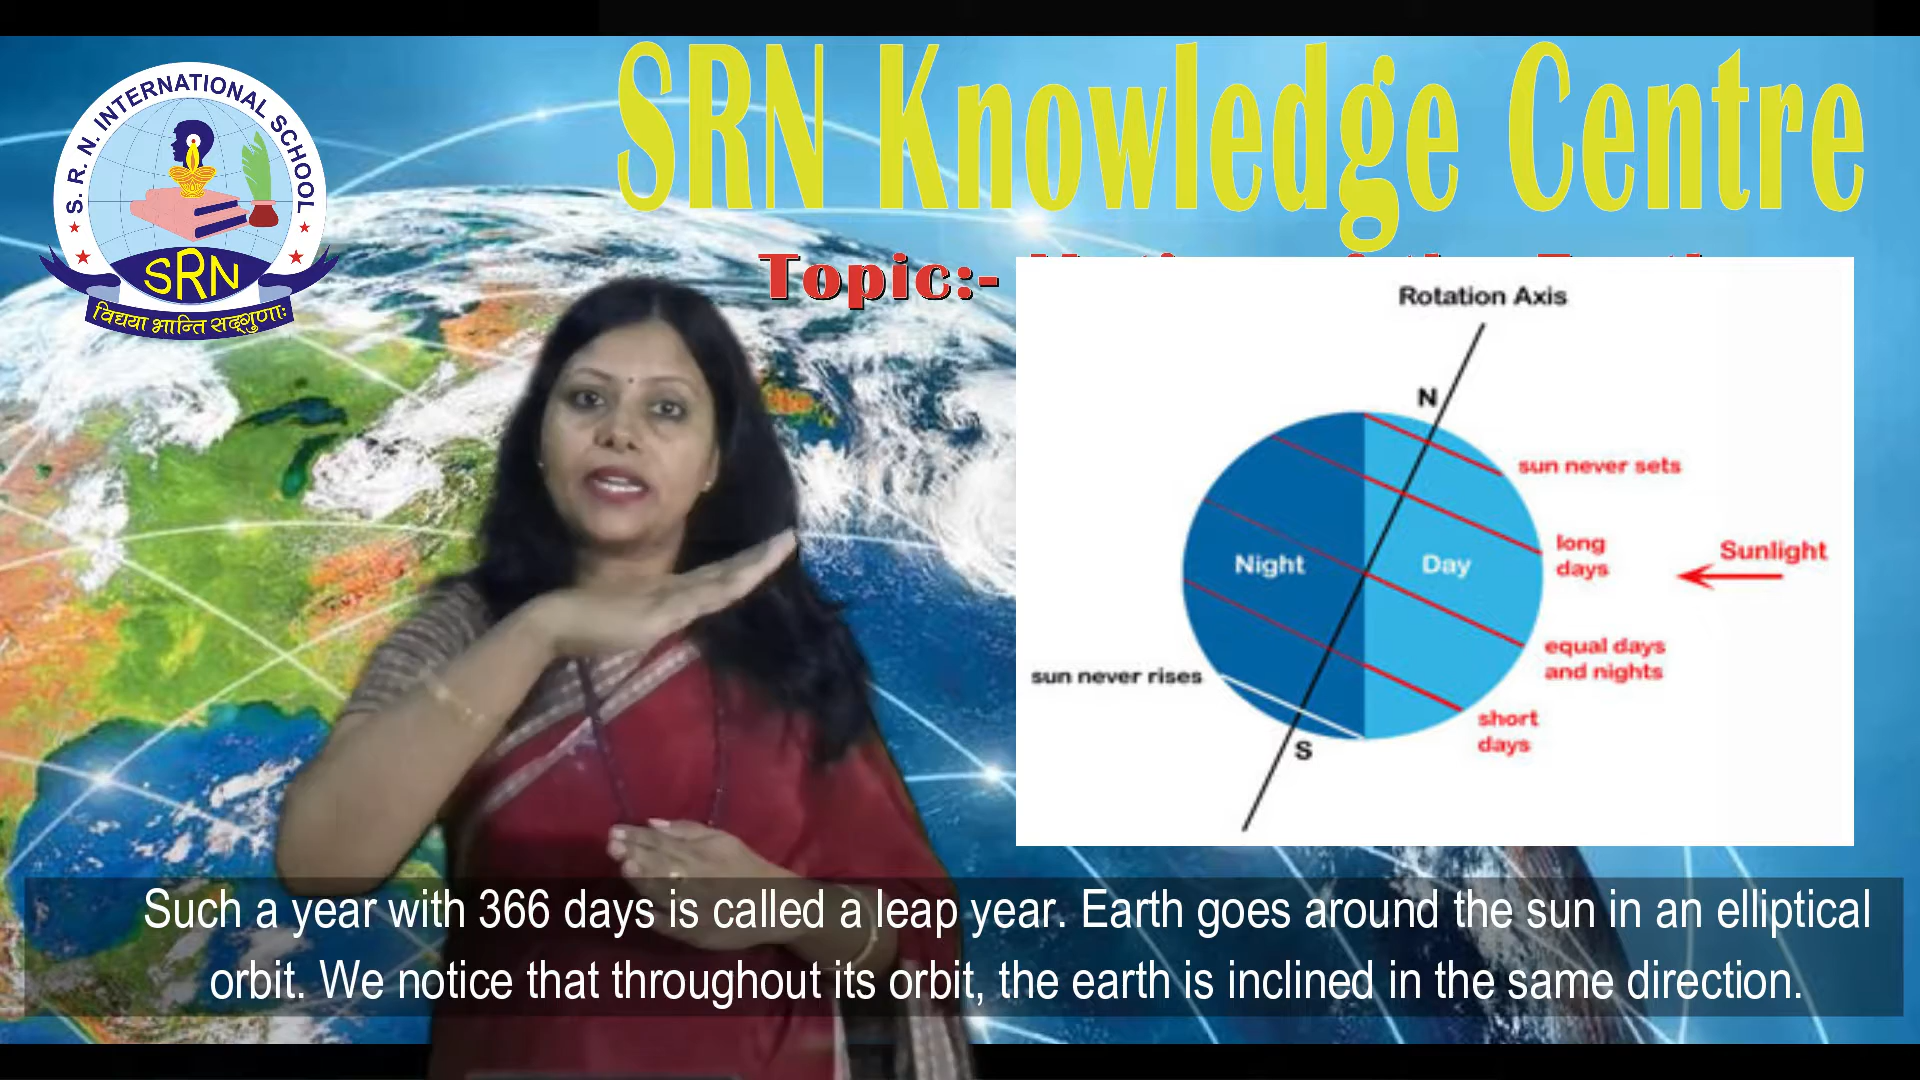 S. R. N. INTERNATIONAL SCHOOL
SRN
विद्यया भान्ति सद्गुणाः
SRN Knowledge Centre
Topic:-
Rotation Axis
N
sun never sets
long
days
Sunlight
Night
Day
equal days
and nights
sun never rises
short
days
S
Such a year with 366 days is called a leap year. Earth goes around the sun in an elliptical
orbit. We notice that throughout its orbit, the earth is inclined in the same direction.